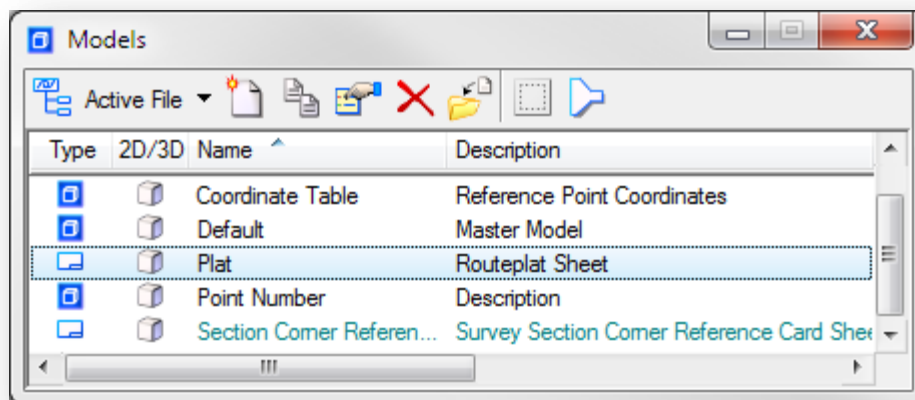 Models
Active File
Type 2D/3D Name Description
Coordinate Table Reference Point Coordinates
Default Master Model
Plat Routeplat Sheet
Point Number Description
Section Corner Referen... Survey Section Corner Reference Card Shee